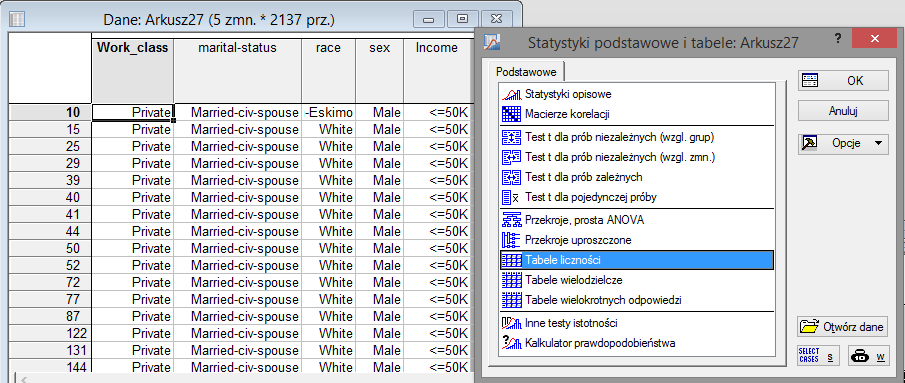 Dane: Arkusz27 (5 zmn. * 2137 prz.)
Work_class marital-status race sex Income
10 Private Married-civ-spouse -Eskimo Male <=50K
15 Private Married-civ-spouse White Male <=50K
25 Private Married-civ-spouse White Male <=50K
29 Private Married-civ-spouse White Male <=50K
39 Private Married-civ-spouse White Male <=50K
40 Private Married-civ-spouse White Male <=50K
41 Private Married-civ-spouse White Male <=50K
44 Private Married-civ-spouse White Male <=50K
50 Private Married-civ-spouse White Male <=50K
52 Private Married-civ-spouse White Male <=50K
72 Private Married-civ-spouse White Male <=50K
77 Private Married-civ-spouse White Male <=50K
87 Private Married-civ-spouse White Male <=50K
122 Private Married-civ-spouse White Male <=50K
131 Private Married-civ-spouse White Male <=50K
144 Private Married-civ-spouse White Male <=50K
Statystyki podstawowe i tabele: Arkusz27
Podstawowe
Statystyki opisowe
Macierze korelacji
Test t dla prób niezależnych (wzgl. grup)
Test t dla prób niezależnych (wzgl. zmn.)
Test t dla prób zależnych
Test t dla pojedynczej próby
Przekroje, prosta ANOVA
Przekroje uproszczone
Tabele liczności
Tabele wielodzielcze
Tabele wielokrotnych odpowiedzi
Inne testy istotności
Kalkulator prawdopodobieństwa
OK
Anuluj
Opcje
Otwórz dane
SELECT CASES S
w